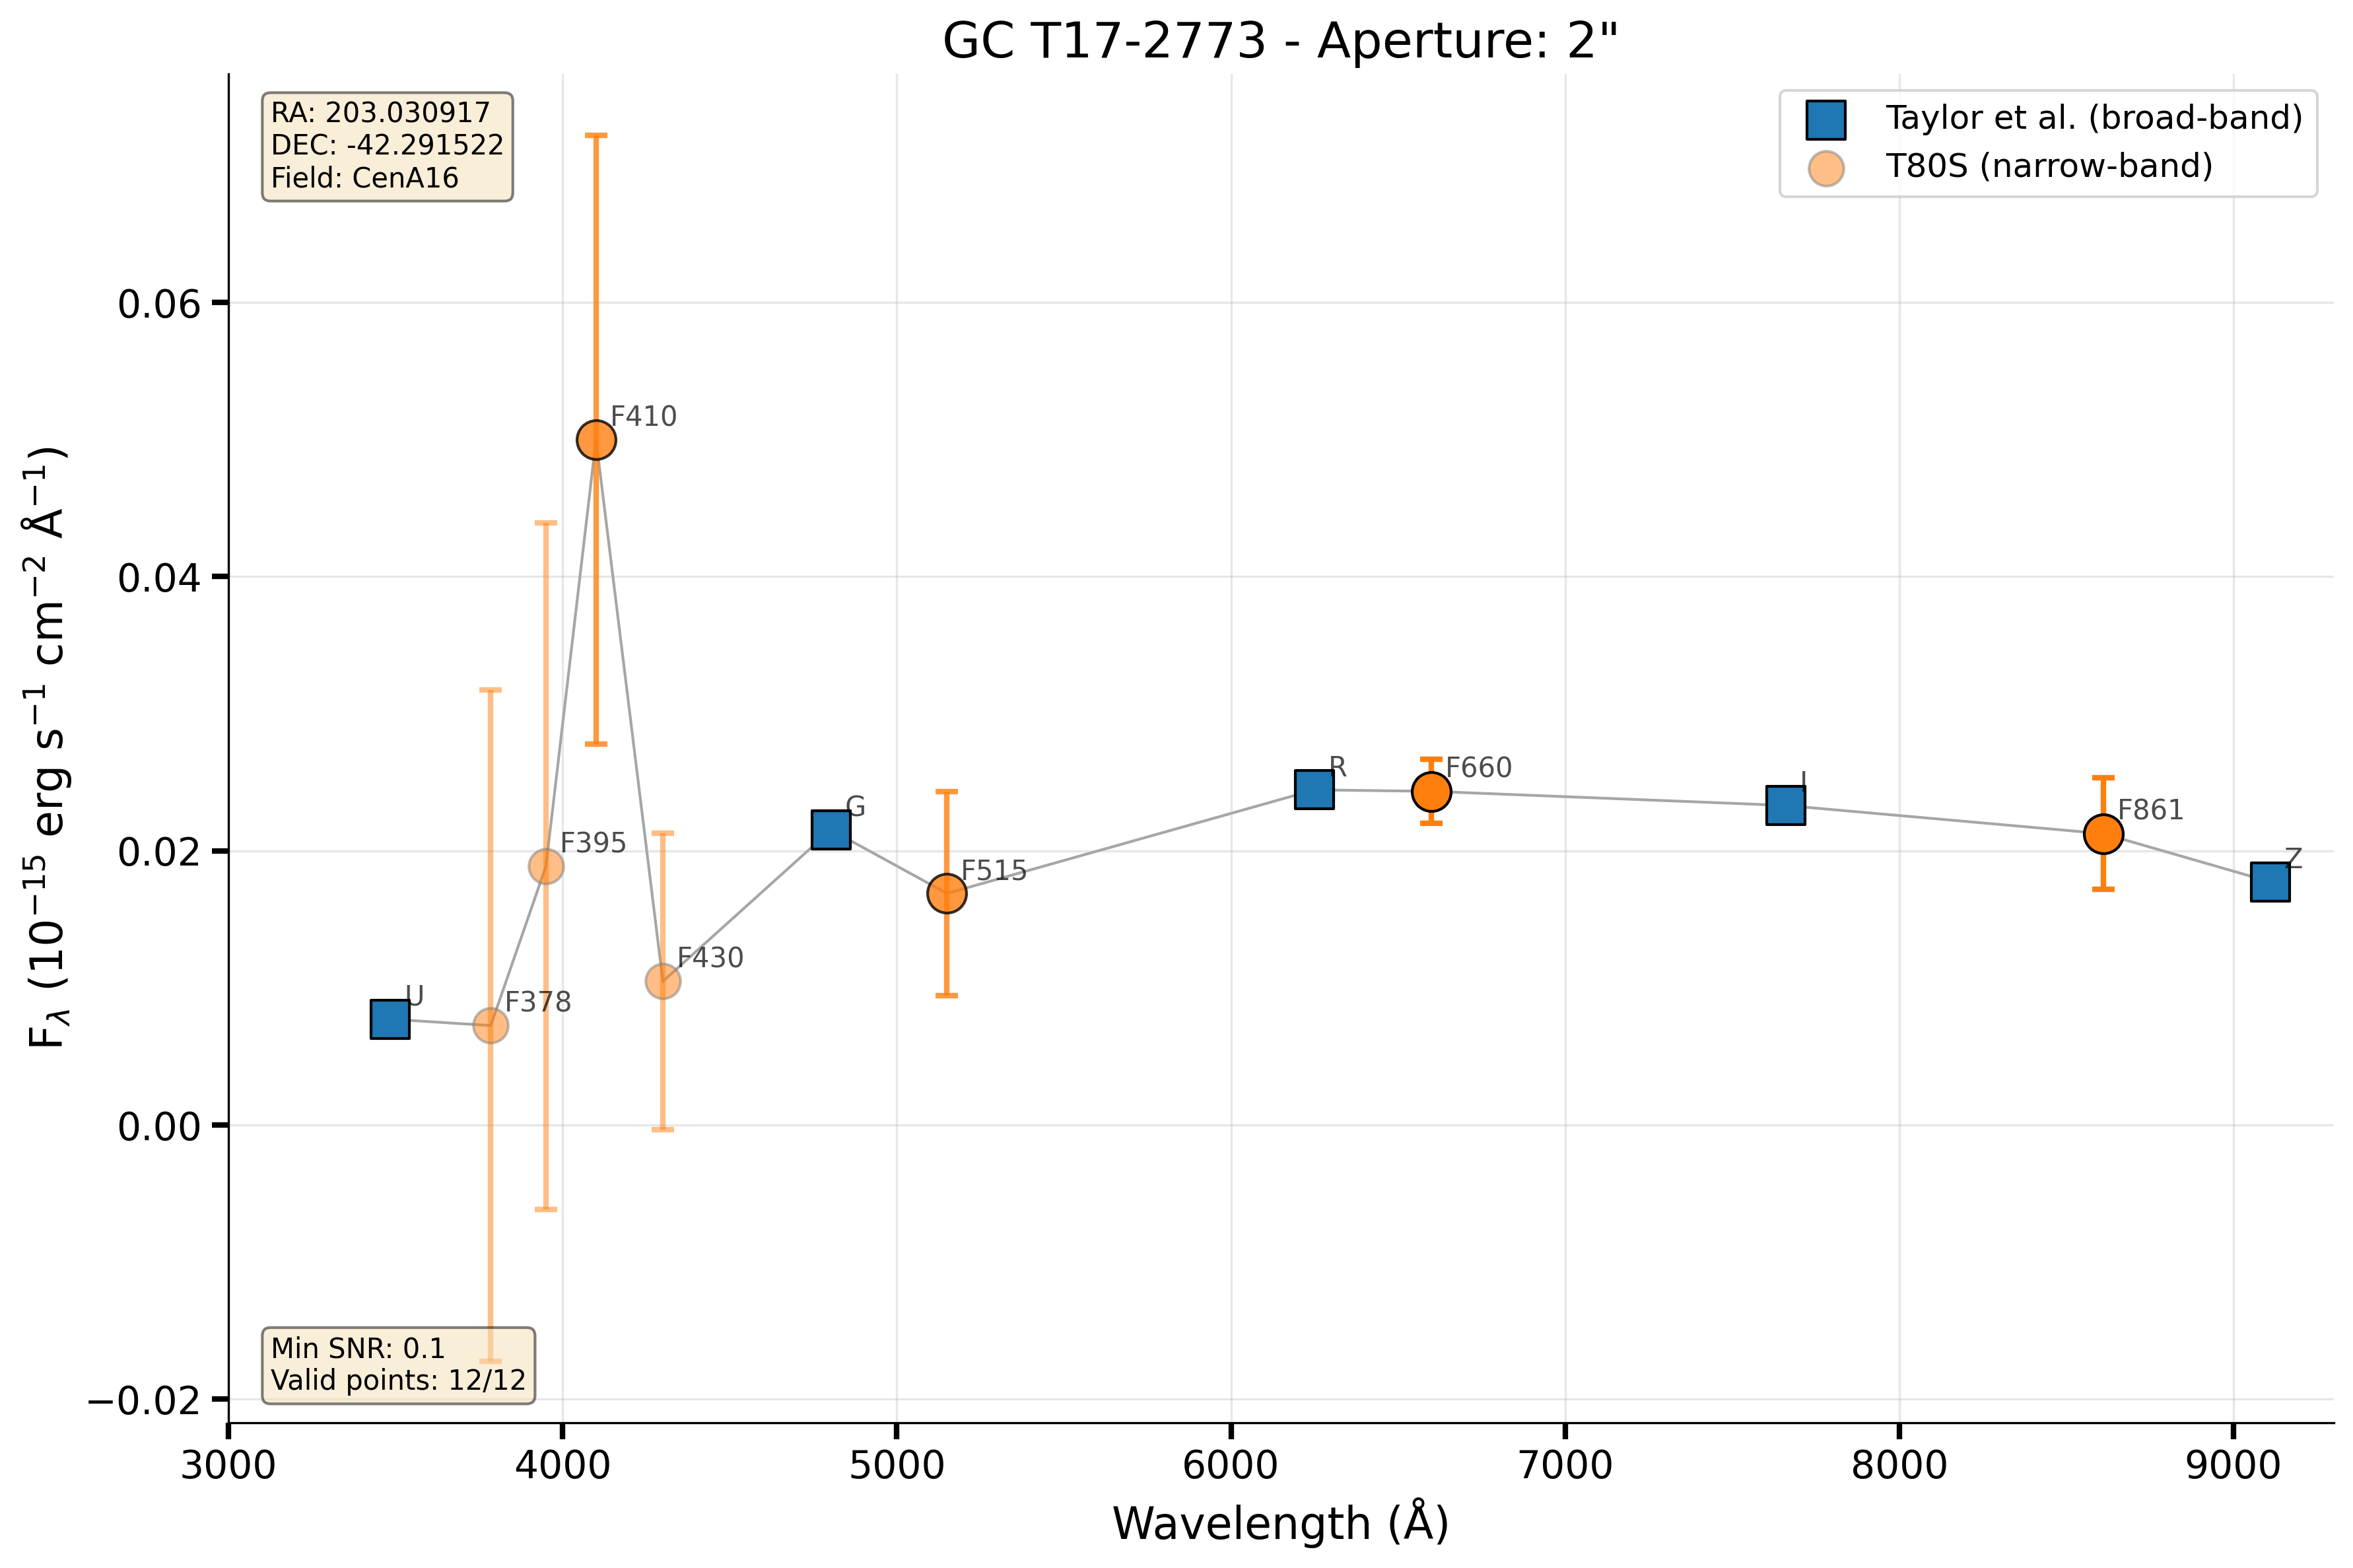 GC T17-2773 - Aperture: 2"
RA: 203.030917
DEC: -42.291522
Field: CenA16
Taylor et al. (broad-band)
T80S (narrow-band)
F410
F395
F378
U
F430
G
F515
R
F660
I
F861
Z
0.06
0.04
0.02
0.00
−0.02
F_λ (10⁻¹⁵ erg s⁻¹ cm⁻² Å⁻¹)
Min SNR: 0.1
Valid points: 12/12
3000 4000 5000 6000 7000 8000 9000
Wavelength (Å)